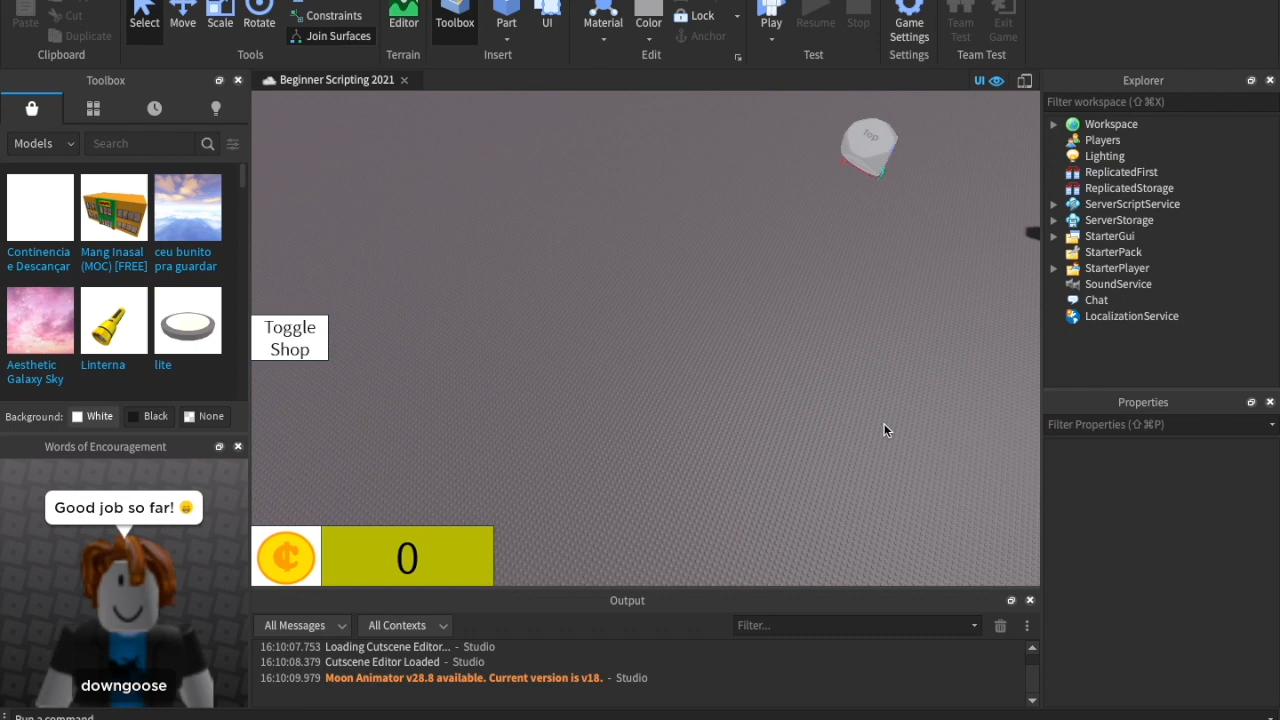 Paste
Cut
Duplicate
Clipboard
Select
Move
Scale
Rotate
Constraints
Join Surfaces
Tools
Editor
Terrain
Toolbox
Part
UI
Insert
Material
Color
Lock
Anchor
Edit
Play
Resume
Stop
Test
Game
Settings
Settings
Team
Test
Exit
Game
Team Test
Toolbox
Models
Search
Continencia
e Descançar
Mang Inasal
(MOC) [FREE]
ceu bunito
pra guardar
Aesthetic
Galaxy Sky
Linterna
lite
Background:
White
Black
None
Words of Encouragement
Good job so far! 😀
downgoose
Beginner Scripting 2021
UI
Top
Toggle
Shop
¢
0
Output
All Messages
All Contexts
Filter...
16:10:07.753 Loading Cutscene Editor... - Studio
16:10:08.379 Cutscene Editor Loaded - Studio
16:10:09.979 Moon Animator v28.8 available. Current version is v18. - Studio
Explorer
Filter workspace (⇧⌘X)
Workspace
Players
Lighting
ReplicatedFirst
ReplicatedStorage
ServerScriptService
ServerStorage
StarterGui
StarterPack
StarterPlayer
SoundService
Chat
LocalizationService
Properties
Filter Properties (⇧⌘P)
Run a command